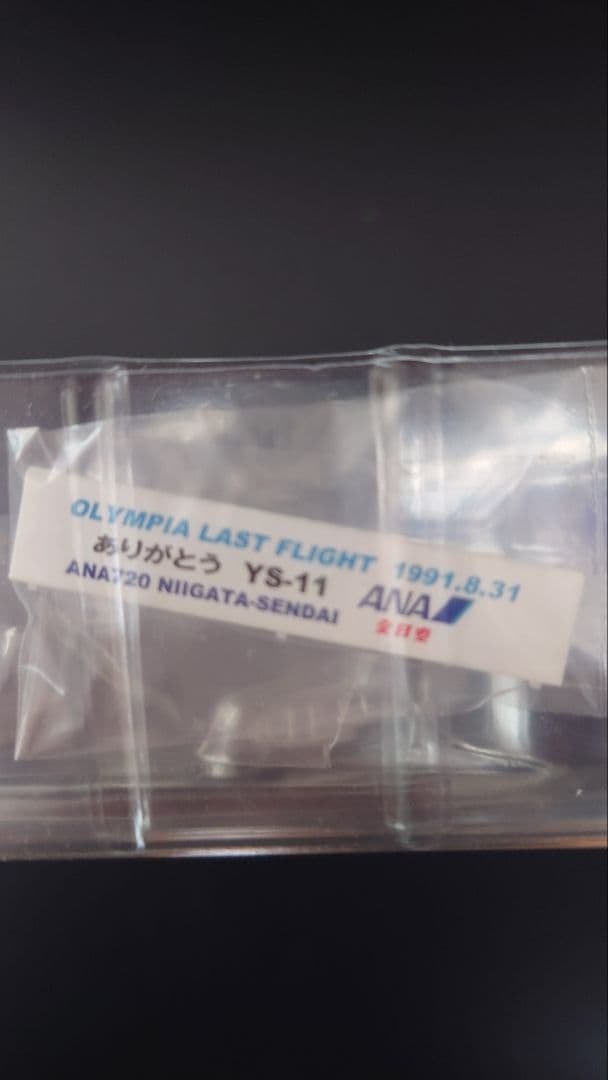 OLYMPIA LAST FLIGHT 1991.8.31
ありがとう YS-11
ANA720 NIIGATA-SENDAI
ANA
全日空